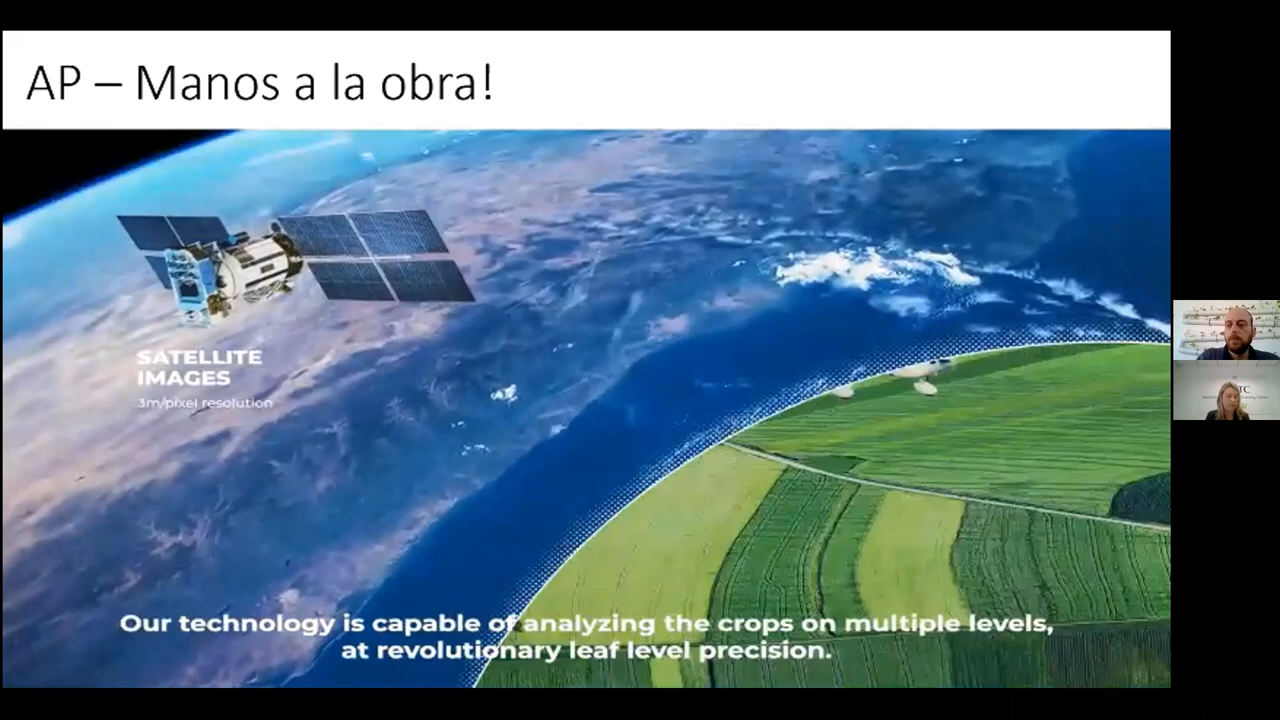 AP – Manos a la obra!
SATELLITE
IMAGES
3m/pixel resolution
Our technology is capable of analyzing the crops on multiple levels,
at revolutionary leaf level precision.